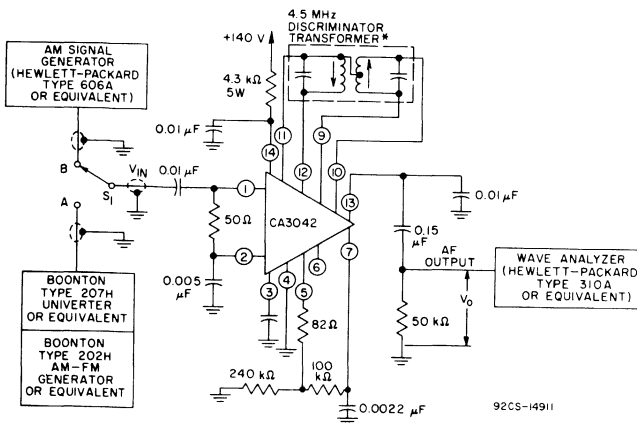 4.5 MHz
DISCRIMINATOR
TRANSFORMER*
+140 V
AM SIGNAL
GENERATOR
(HEWLETT-PACKARD
TYPE 606A
OR EQUIVALENT)
4.3 kΩ
5W
0.01 μF
11
9
14
12
10
B
VIN
0.01 μF
S1
A
1
50Ω
2
CA3042
13
7
6
3
4
5
0.005
μF
0.01 μF
0.15
μF
AF
OUTPUT
WAVE ANALYZER
(HEWLETT-PACKARD
TYPE 310A
OR EQUIVALENT)
Vo
50 kΩ
BOONTON
TYPE 207H
UNIVERTER
OR EQUIVALENT
BOONTON
TYPE 202H
AM-FM
GENERATOR
OR EQUIVALENT
82Ω
240 kΩ
100
kΩ
0.0022 μF
92CS-14911